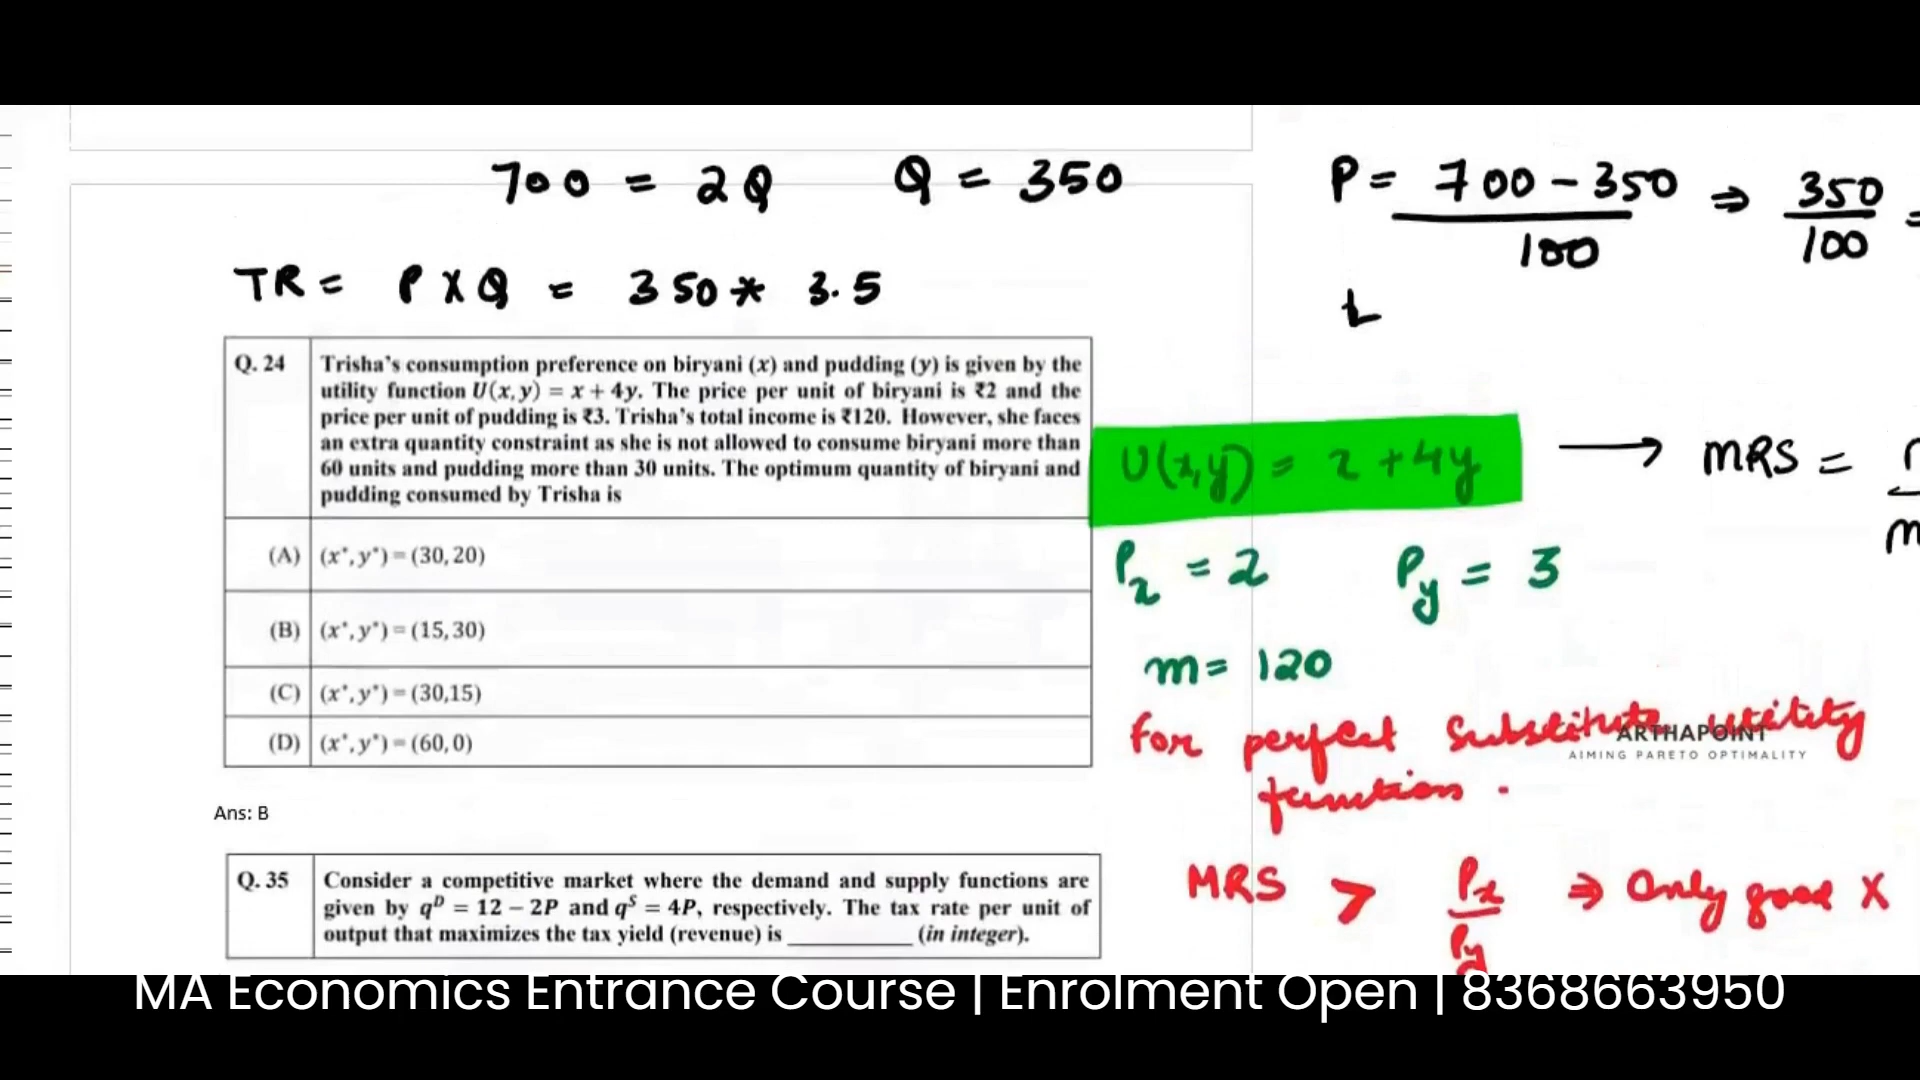 700 = 2Q Q = 350 P = 700 - 350 / 100 ⇒ 350 / 100 =
TR = P X Q = 350 * 3.5
Q. 24 Trisha's consumption preference on biryani (x) and pudding (y) is given by the
utility function U(x, y) = x + 4y. The price per unit of biryani is ₹2 and the
price per unit of pudding is ₹3. Trisha's total income is ₹120. However, she faces
an extra quantity constraint as she is not allowed to consume biryani more than
60 units and pudding more than 30 units. The optimum quantity of biryani and
pudding consumed by Trisha is
(A) (x*, y*) = (30, 20)
(B) (x*, y*) = (15, 30)
(C) (x*, y*) = (30,15)
(D) (x*, y*) = (60, 0)
Ans: B
U(x,y) = x + 4y → MRS =
Px = 2 Py = 3
m = 120
for perfect substitute utility
function .
ARTHAPOINT
AIMING PARETO OPTIMALITY
MRS > Px / Py ⇒ Only good X
Q. 35 Consider a competitive market where the demand and supply functions are
given by qᴰ = 12 – 2P and qˢ = 4P, respectively. The tax rate per unit of
output that maximizes the tax yield (revenue) is ____________ (in integer).
MA Economics Entrance Course | Enrolment Open | 8368663950